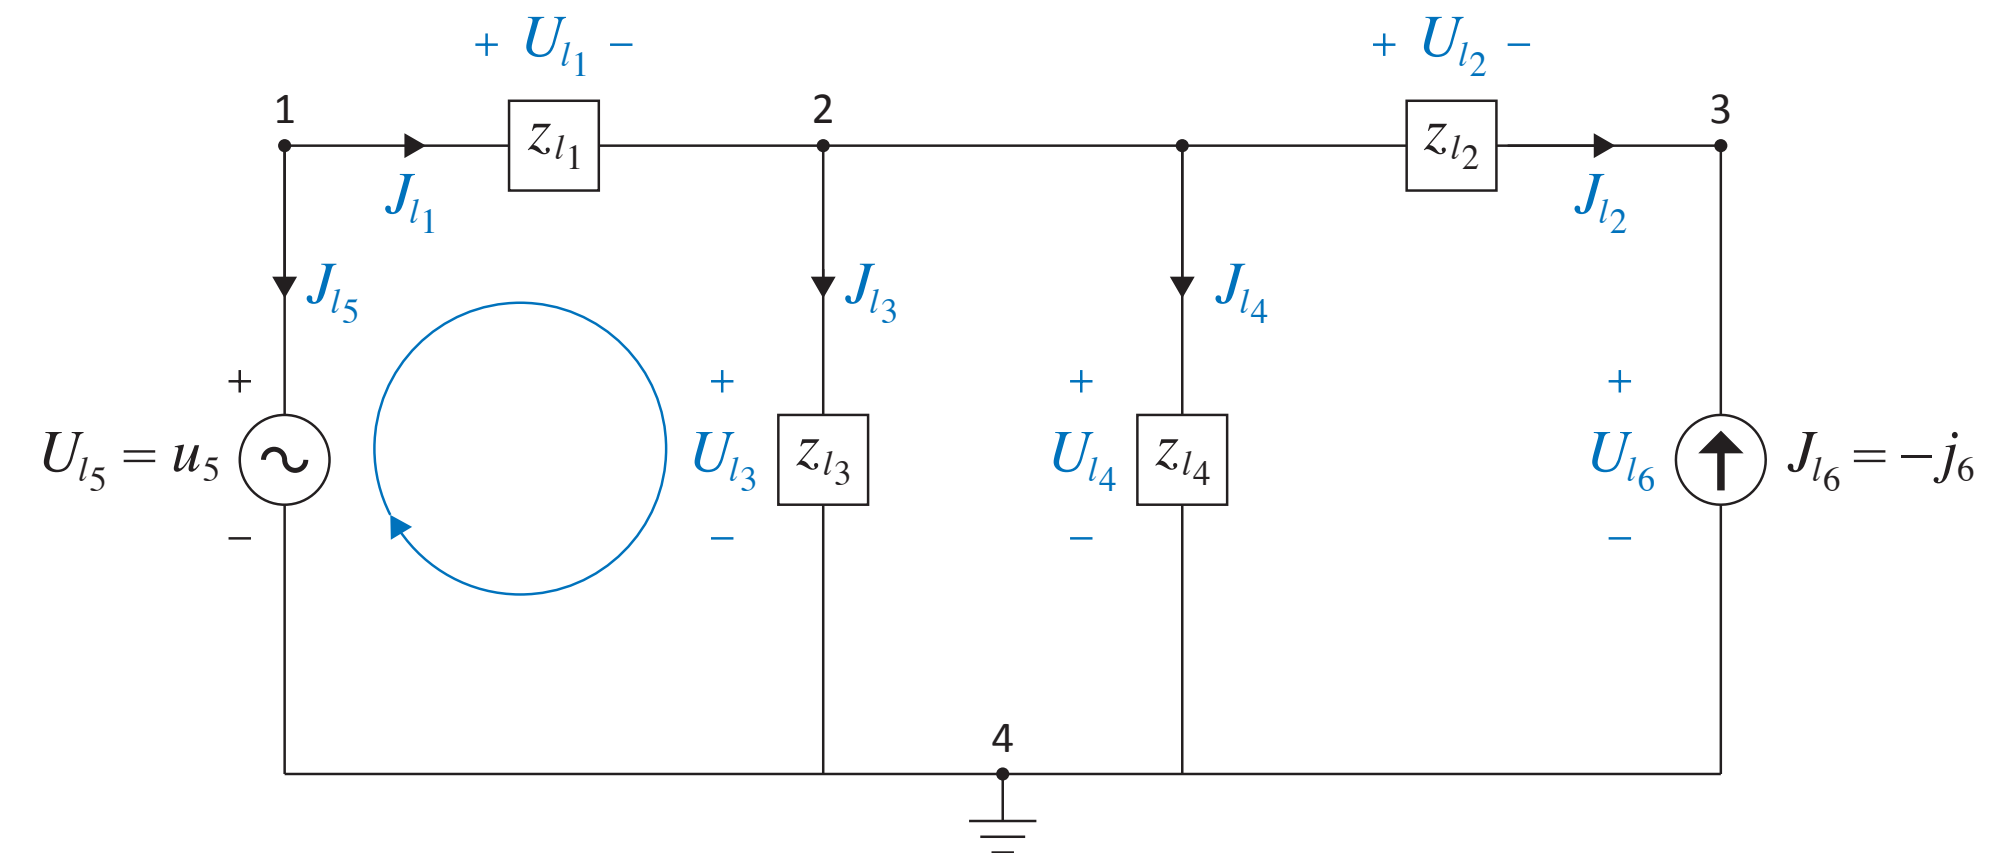 + U_{l_1} − + U_{l_2} −
1 z_{l_1} 2 z_{l_2} 3
J_{l_1} J_{l_2}
J_{l_5} J_{l_3} J_{l_4}
+ + + +
U_{l_5} = u_5 U_{l_3} z_{l_3} U_{l_4} z_{l_4} U_{l_6} J_{l_6} = −j_6
− − − −
4